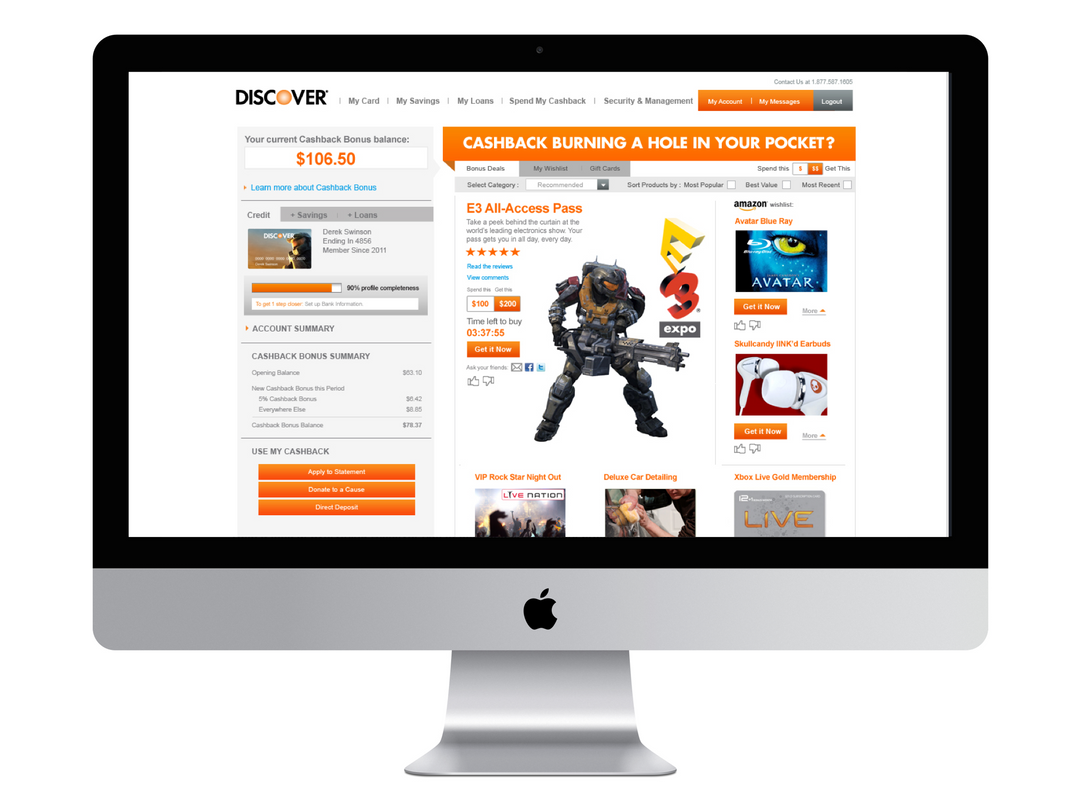 Contact Us at 1.877.587.1605
DISCOVER
My Card | My Savings | My Loans | Spend My Cashback | Security & Management
My Account | My Messages
Logout
Your current Cashback Bonus balance:
$106.50
Learn more about Cashback Bonus
Credit
+ Savings
+ Loans
DISCOVER
Derek Swinson
Derek Swinson
Ending In 4856
Member Since 2011
90% profile completeness
To get 1 step closer: Set up Bank Information
ACCOUNT SUMMARY
CASHBACK BONUS SUMMARY
Opening Balance $63.10
New Cashback Bonus this Period
5% Cashback Bonus $6.42
Everywhere Else $8.85
Cashback Bonus Balance $78.37
USE MY CASHBACK
Apply to Statement
Donate to a Cause
Direct Deposit
CASHBACK BURNING A HOLE IN YOUR POCKET?
Bonus Deals
My Wishlist
Gift Cards
Spend this $ $$ Get This
Select Category : Recommended
Sort Products by : Most Popular
Best Value
Most Recent
E3 All-Access Pass
Take a peek behind the curtain at the
world's leading electronics show. Your
pass gets you in all day, every day.
Read the reviews
View comments
Spend this Get this
$100 $200
Time left to buy
03:37:55
Get it Now
Ask your friends:
E3
expo
amazon wishlist:
Avatar Blue Ray
Blu-ray Disc
AVATAR
Get it Now
More
Skullcandy IINK'd Earbuds
Get it Now
More
VIP Rock Star Night Out
LIVE NATION
Deluxe Car Detailing
Xbox Live Gold Membership
12
LIVE